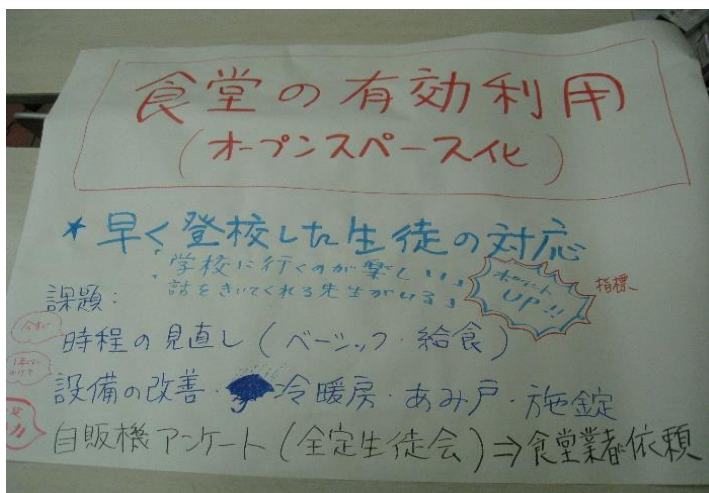 食堂の有効利用
(オープンスペース化)
* 早く登校した生徒の対応
「学校に行くのが楽しい」
「話をきいてくれる先生がいる」
ポイント
UP!!
指標
課題:
時程の見直し(ベーシック・給食)
設備の改善・冷暖房・あみ戸・施錠
自販機アンケート(全定生徒会)⇒食堂業者依頼